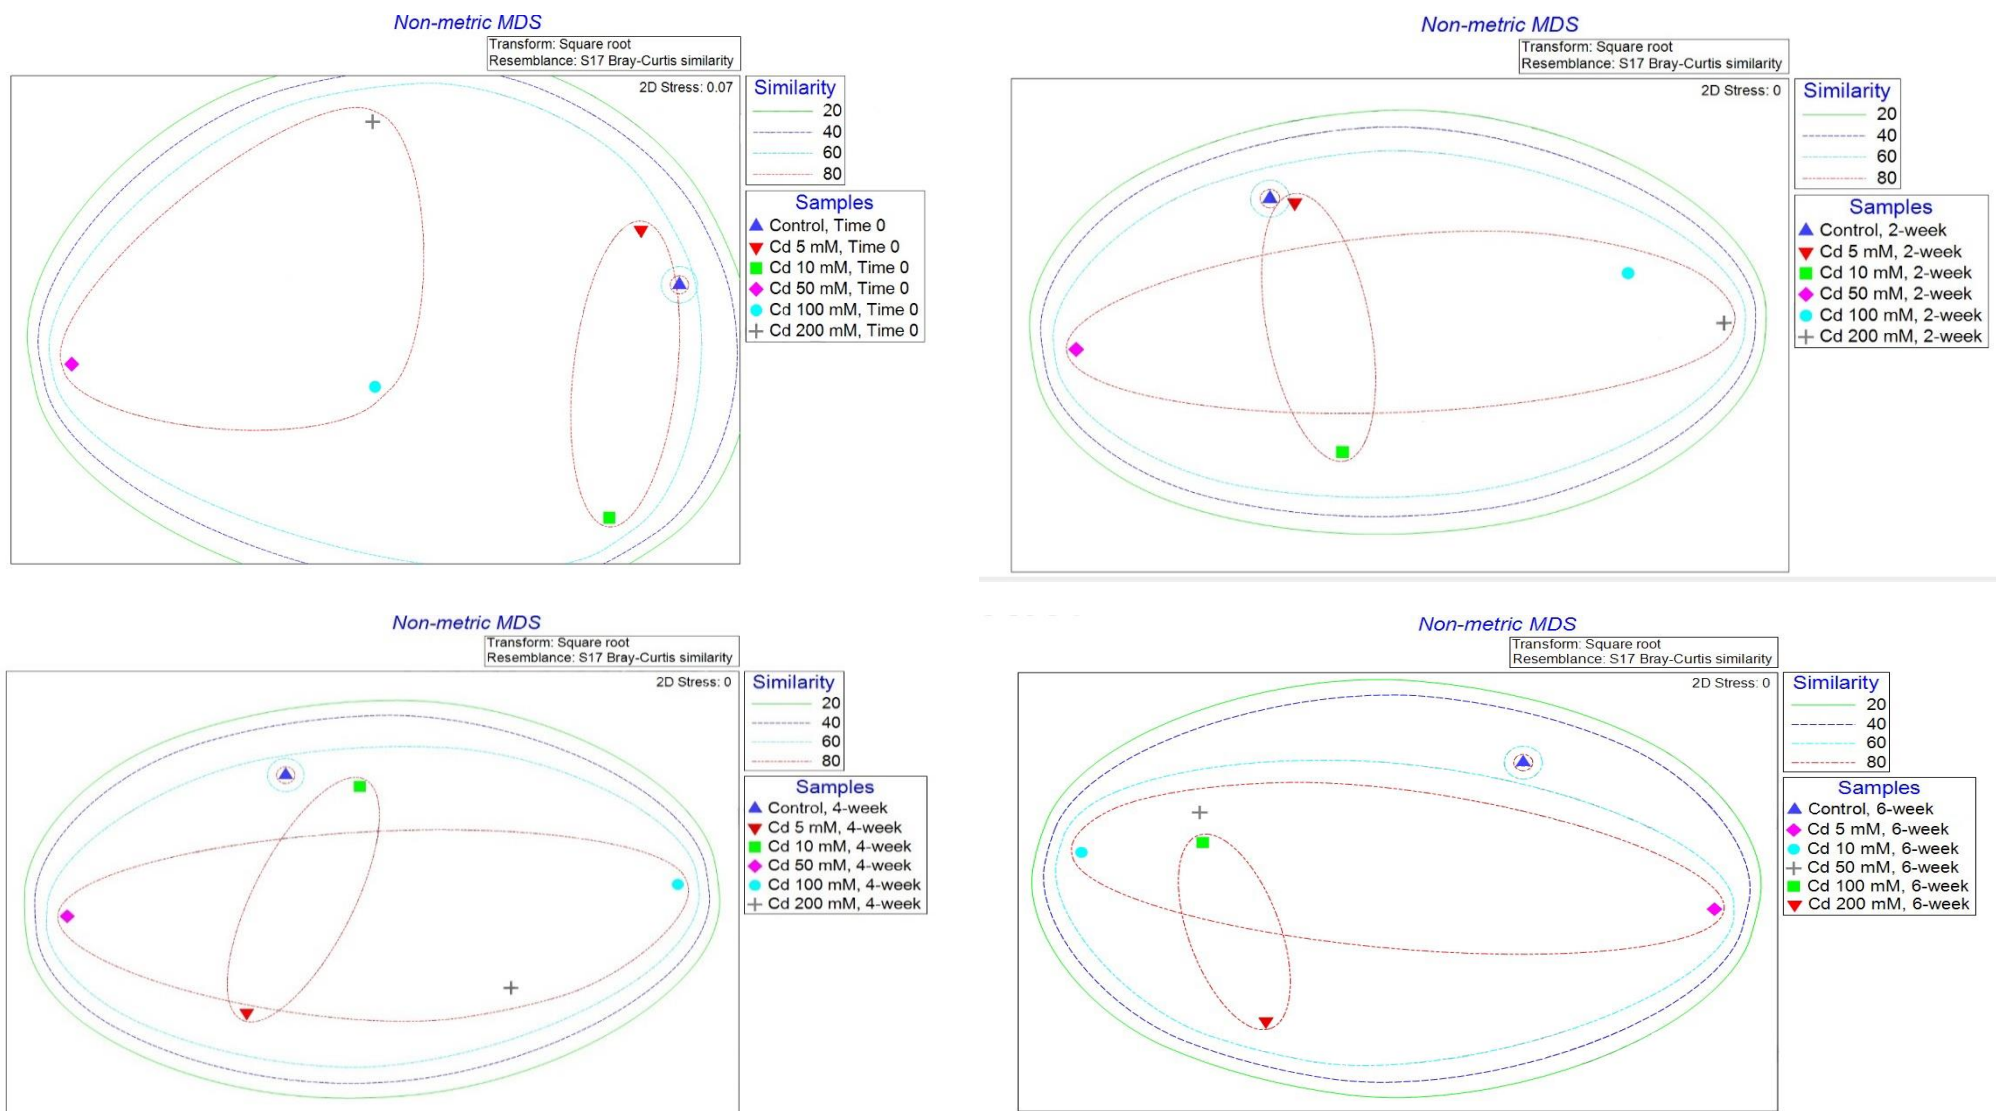 Non-metric MDS
Transform: Square root
Resemblance: S17 Bray-Curtis similarity
2D Stress: 0.07
Similarity
20
40
60
80
Samples
Control, Time 0
Cd 5 mM, Time 0
Cd 10 mM, Time 0
Cd 50 mM, Time 0
Cd 100 mM, Time 0
Cd 200 mM, Time 0
Non-metric MDS
Transform: Square root
Resemblance: S17 Bray-Curtis similarity
2D Stress: 0
Similarity
20
40
60
80
Samples
Control, 2-week
Cd 5 mM, 2-week
Cd 10 mM, 2-week
Cd 50 mM, 2-week
Cd 100 mM, 2-week
Cd 200 mM, 2-week
Non-metric MDS
Transform: Square root
Resemblance: S17 Bray-Curtis similarity
2D Stress: 0
Similarity
20
40
60
80
Samples
Control, 4-week
Cd 5 mM, 4-week
Cd 10 mM, 4-week
Cd 50 mM, 4-week
Cd 100 mM, 4-week
Cd 200 mM, 4-week
Non-metric MDS
Transform: Square root
Resemblance: S17 Bray-Curtis similarity
2D Stress: 0
Similarity
20
40
60
80
Samples
Control, 6-week
Cd 5 mM, 6-week
Cd 10 mM, 6-week
Cd 50 mM, 6-week
Cd 100 mM, 6-week
Cd 200 mM, 6-week